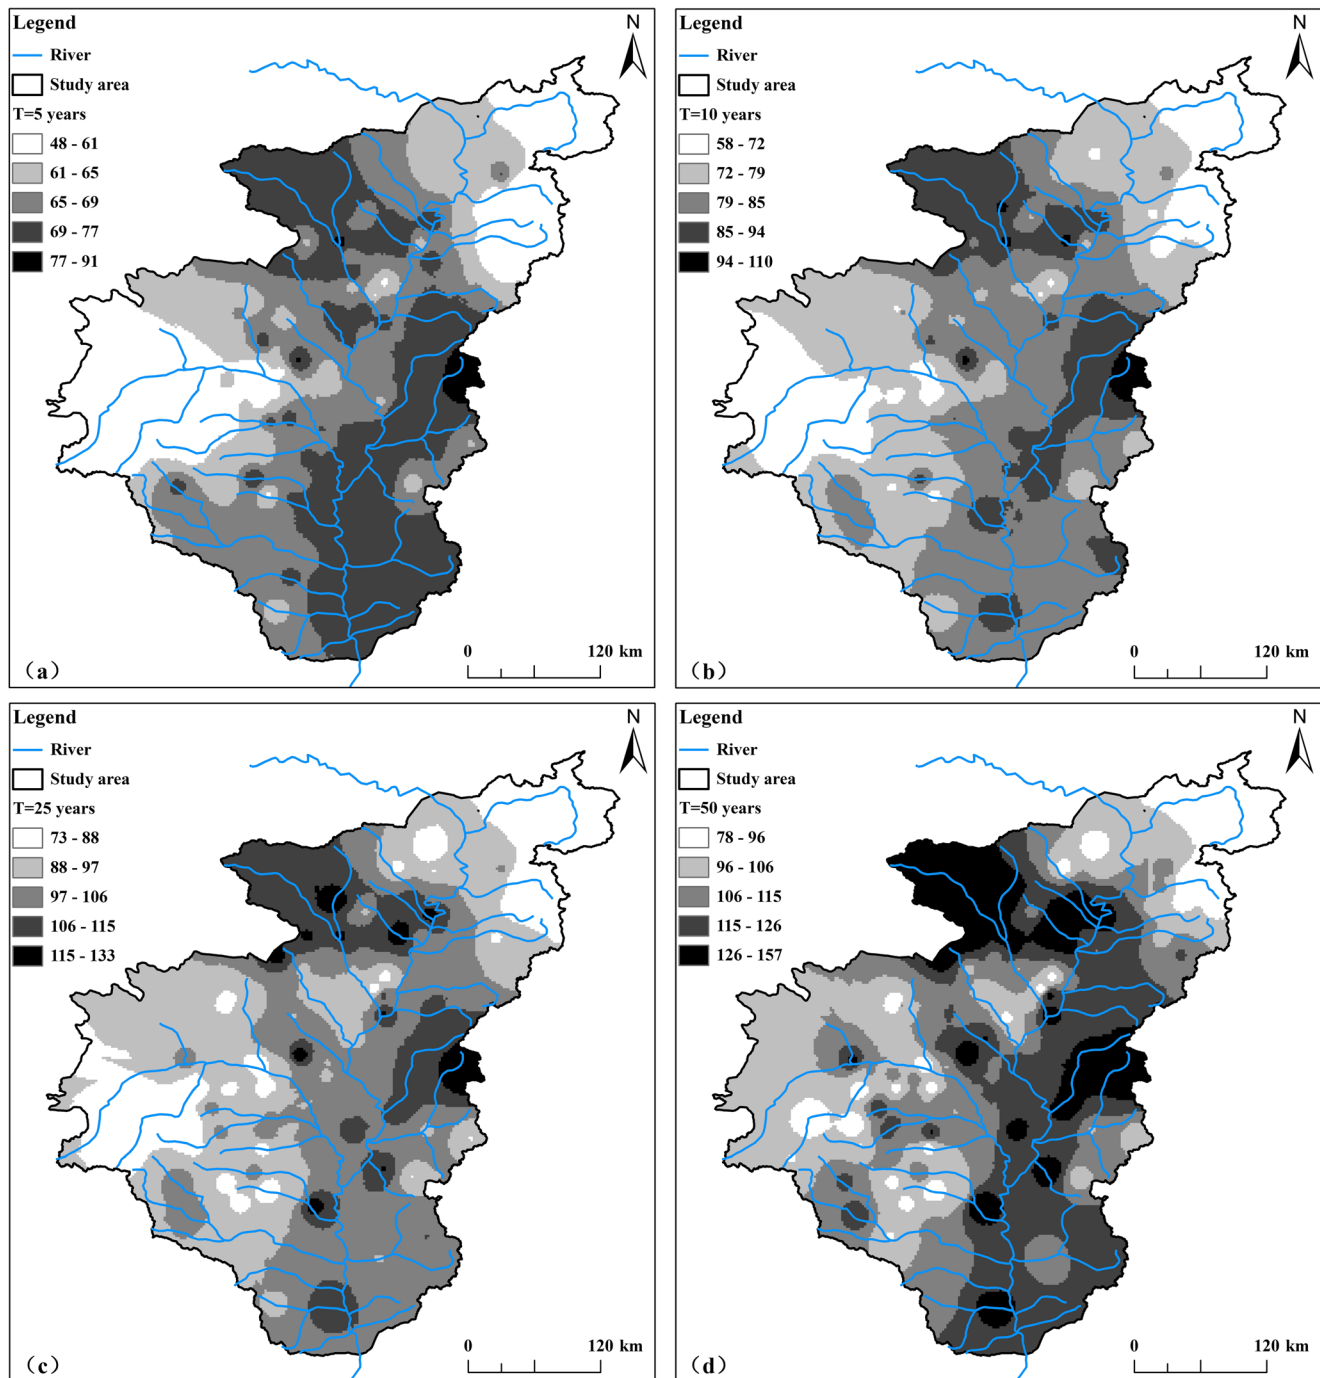 Legend
N
River
Study area
T=5 years
48 - 61
61 - 65
65 - 69
69 - 77
77 - 91
0 120 km
（a）
Legend
N
River
Study area
T=10 years
58 - 72
72 - 79
79 - 85
85 - 94
94 - 110
0 120 km
（b）
Legend
N
River
Study area
T=25 years
73 - 88
88 - 97
97 - 106
106 - 115
115 - 133
0 120 km
（c）
Legend
N
River
Study area
T=50 years
78 - 96
96 - 106
106 - 115
115 - 126
126 - 157
0 120 km
（d）